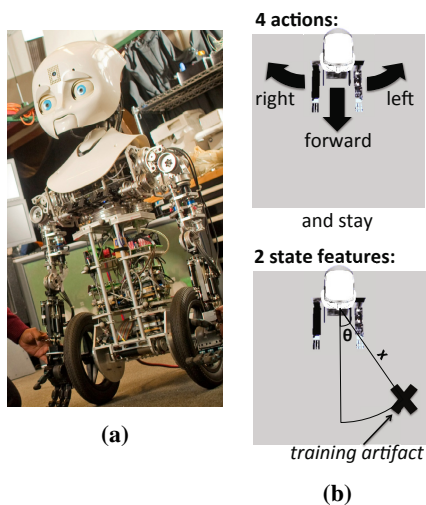 4 actions:
right
left
forward
and stay
2 state features:
θ
x
training artifact
(a)
(b)